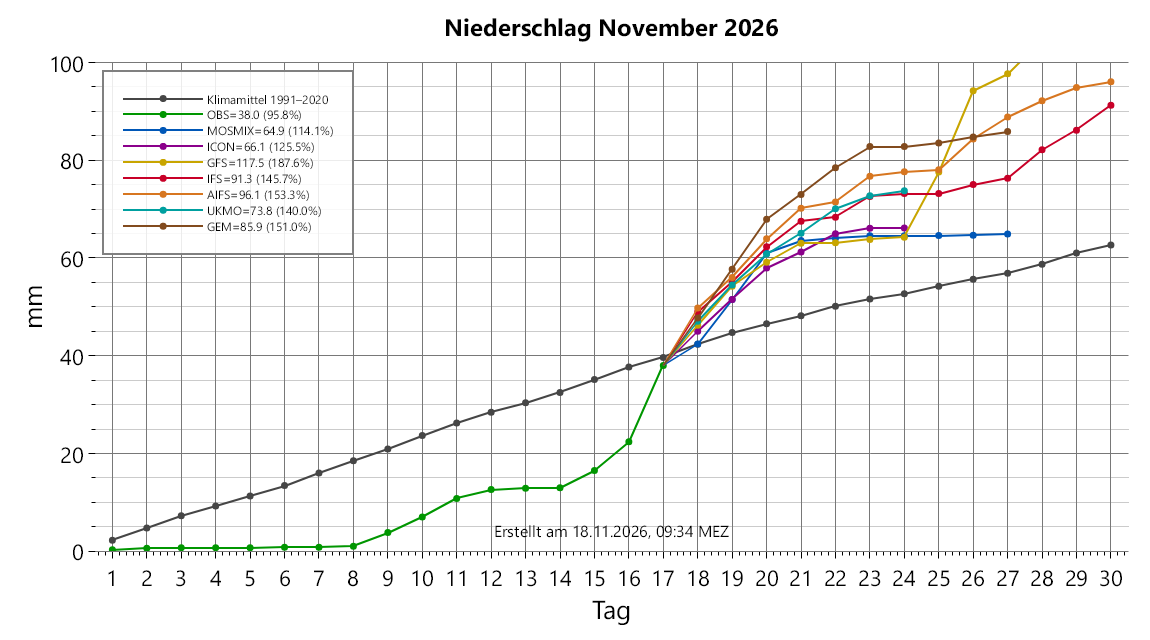 Niederschlag November 2026
100
80
60
40
20
0
mm
Klimamittel 1991–2020
OBS=38.0 (95.8%)
MOSMIX=64.9 (114.1%)
ICON=66.1 (125.5%)
GFS=117.5 (187.6%)
IFS=91.3 (145.7%)
AIFS=96.1 (153.3%)
UKMO=73.8 (140.0%)
GEM=85.9 (151.0%)
Erstellt am 18.11.2026, 09:34 MEZ
1 2 3 4 5 6 7 8 9 10 11 12 13 14 15 16 17 18 19 20 21 22 23 24 25 26 27 28 29 30
Tag